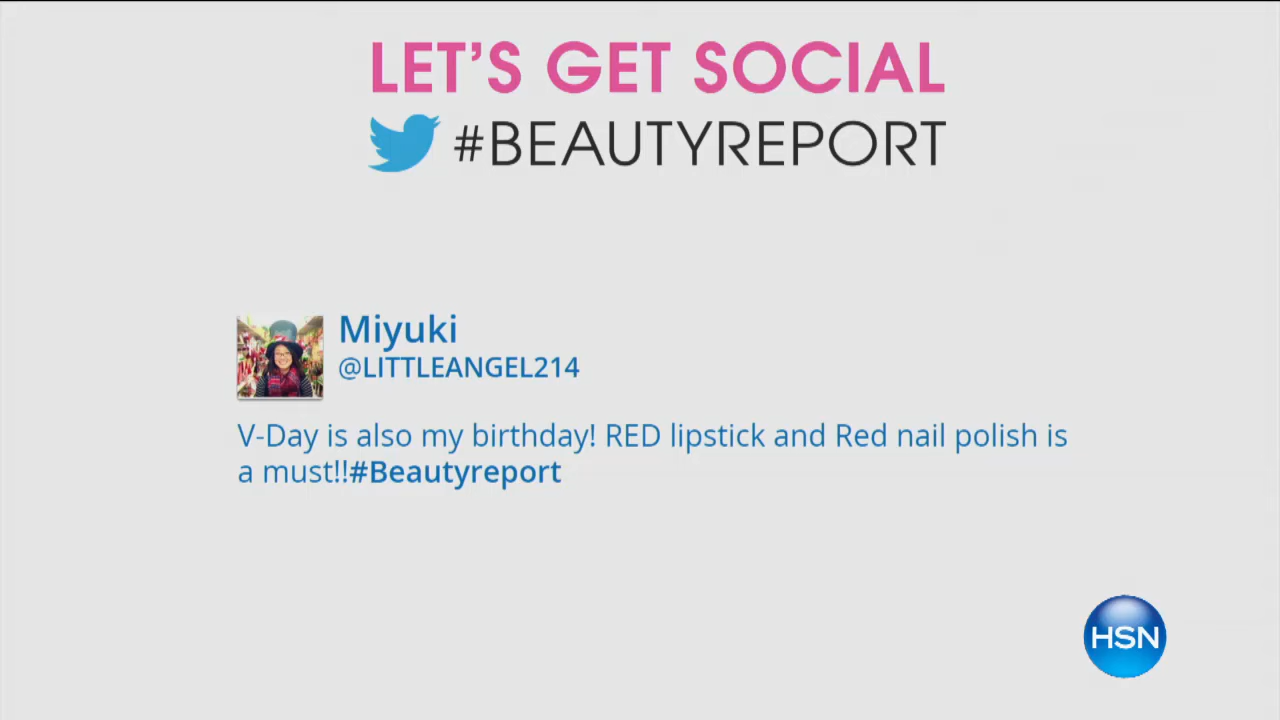 LET'S GET SOCIAL
#BEAUTYREPORT
Miyuki
@LITTLEANGEL214
V-Day is also my birthday! RED lipstick and Red nail polish is
a must!!#Beautyreport
HSN